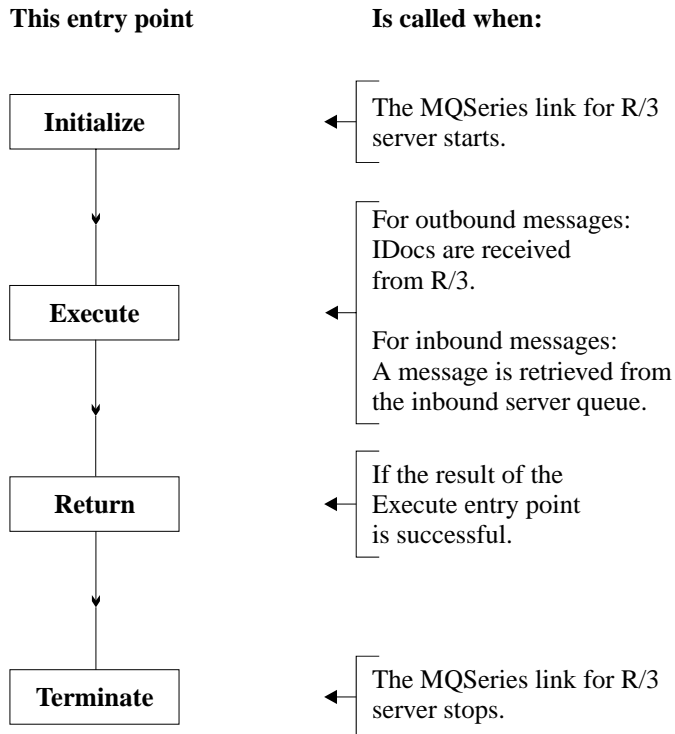 This entry point
Is called when:
Initialize
The MQSeries link for R/3
server starts.
Execute
For outbound messages:
IDocs are received
from R/3.
For inbound messages:
A message is retrieved from
the inbound server queue.
Return
If the result of the
Execute entry point
is successful.
Terminate
The MQSeries link for R/3
server stops.